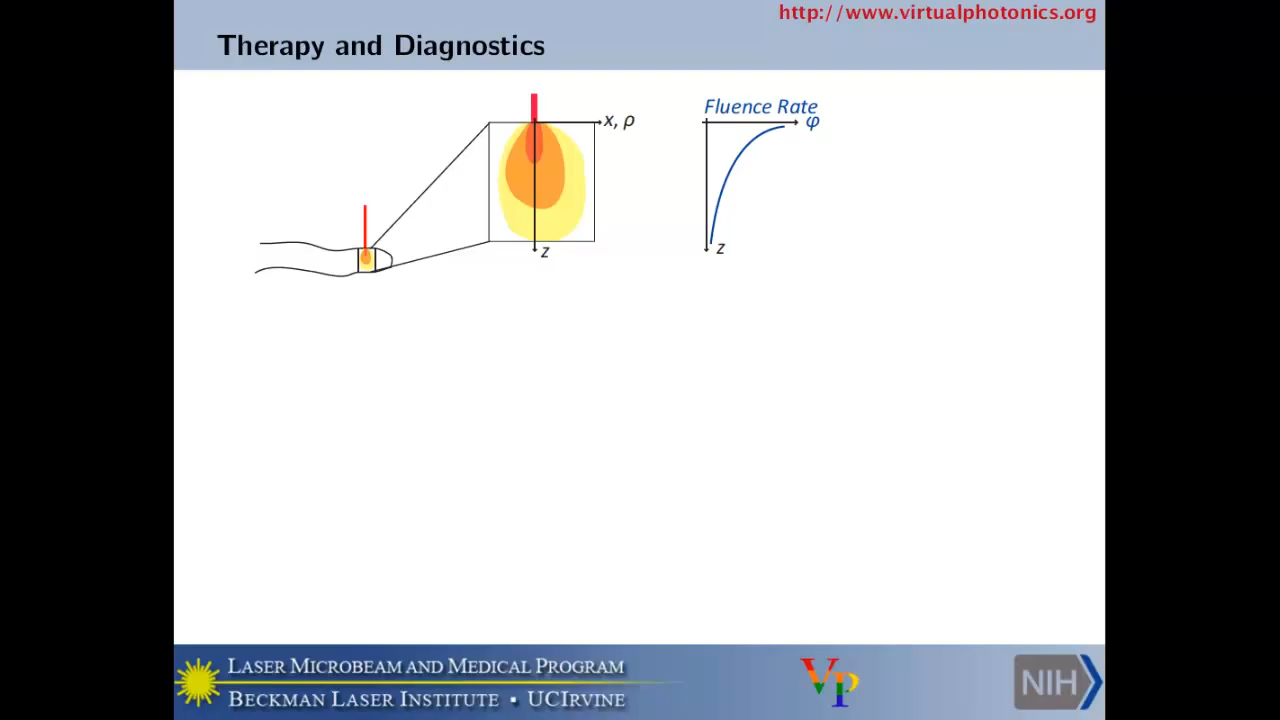 http://www.virtualphotonics.org
Therapy and Diagnostics
x, ρ
z
Fluence Rate
φ
z
LASER MICROBEAM AND MEDICAL PROGRAM
BECKMAN LASER INSTITUTE ▪ UCIRVINE
VP
NIH